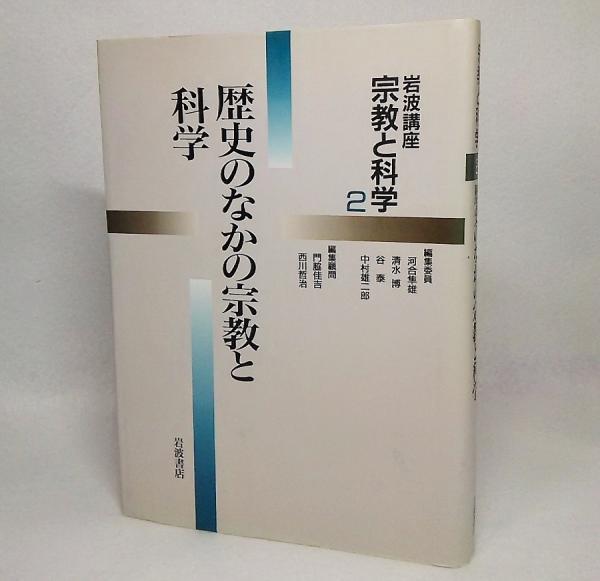 岩波講座
宗教と科学
2
編集委員
河合隼雄
清水 博
谷 泰
中村雄二郎
編集顧問
門脇佳吉
西川哲治
歴史のなかの宗教と
科学
岩波書店